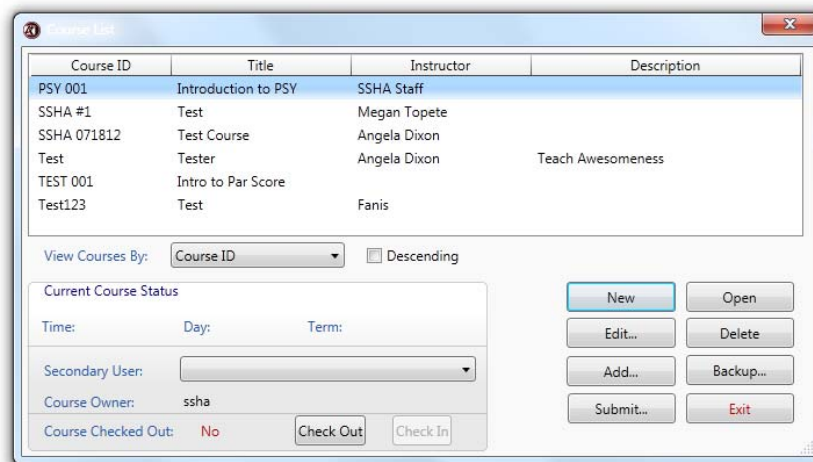 Course List
Course ID Title Instructor Description
PSY 001 Introduction to PSY SSHA Staff
SSHA #1 Test Megan Topete
SSHA 071812 Test Course Angela Dixon
Test Tester Angela Dixon Teach Awesomeness
TEST 001 Intro to Par Score
Test123 Test Fanis
View Courses By: Course ID Descending
Current Course Status
Time: Day: Term:
Secondary User:
Course Owner: ssha
Course Checked Out: No Check Out Check In
New Open
Edit... Delete
Add... Backup...
Submit... Exit